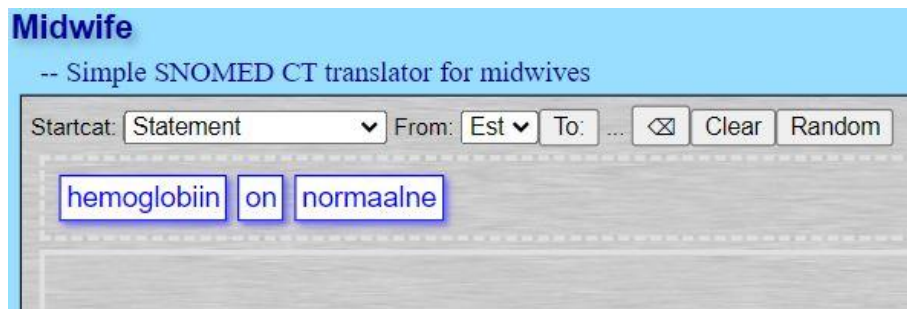 Midwife
-- Simple SNOMED CT translator for midwives
Startcat: Statement From: Est To: ... ⌫ Clear Random
hemoglobiin on normaalne